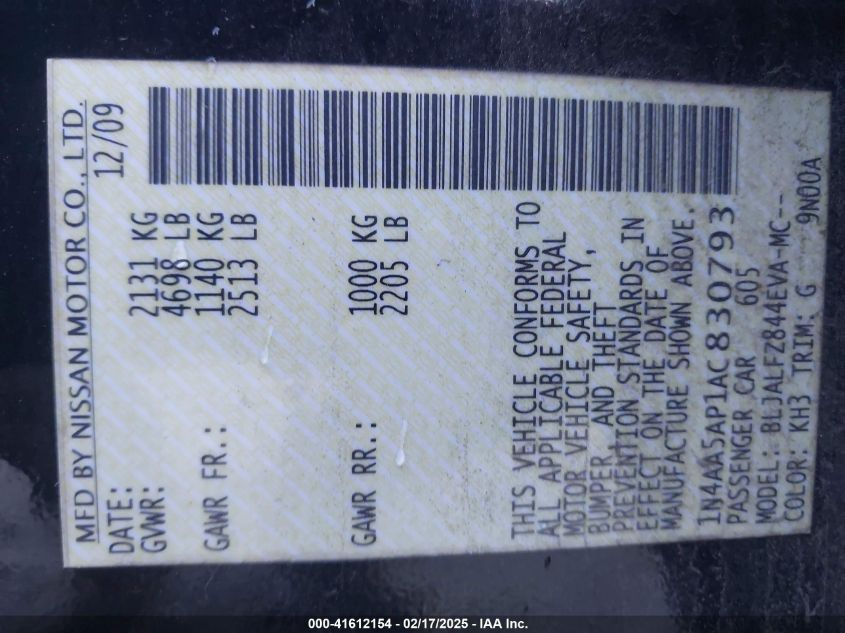 MFD BY NISSAN MOTOR CO., LTD.
DATE: 12/09
GVWR: 2131 KG
4698 LB
GAWR FR.: 1140 KG
2513 LB
GAWR RR.: 1000 KG
2205 LB
THIS VEHICLE CONFORMS TO
ALL APPLICABLE FEDERAL
MOTOR VEHICLE SAFETY,
BUMPER, AND THEFT
PREVENTION STANDARDS IN
EFFECT ON THE DATE OF
MANUFACTURE SHOWN ABOVE.
1N4AA5AP1AC830793
PASSENGER CAR 605
MODEL: BLJALFZ844EVA-MC--
COLOR: KH3 TRIM: G 9N00A
000-41612154 - 02/17/2025 - IAA Inc.